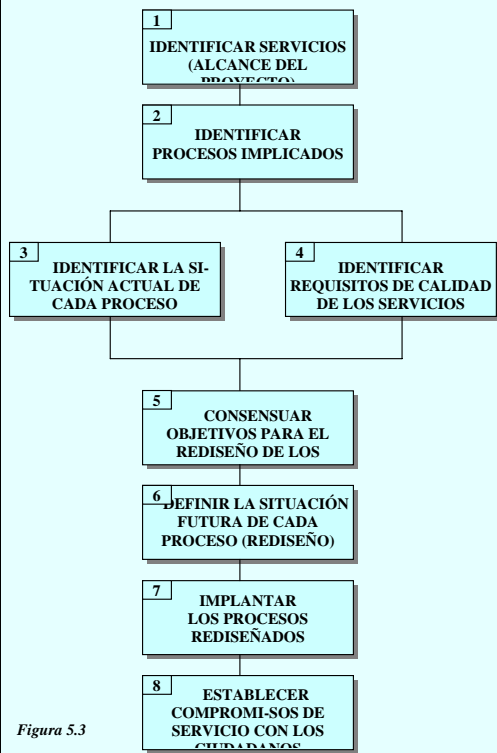 1
IDENTIFICAR SERVICIOS
(ALCANCE DEL
PROYECTO)
2
IDENTIFICAR
PROCESOS IMPLICADOS
3
IDENTIFICAR LA SI-
TUACIÓN ACTUAL DE
CADA PROCESO
4
IDENTIFICAR
REQUISITOS DE CALIDAD
DE LOS SERVICIOS
5
CONSENSUAR
OBJETIVOS PARA EL
REDISEÑO DE LOS
6
DEFINIR LA SITUACIÓN
FUTURA DE CADA
PROCESO (REDISEÑO)
7
IMPLANTAR
LOS PROCESOS
REDISEÑADOS
8
ESTABLECER
COMPROMI-SOS DE
SERVICIO CON LOS
CIUDADANOS
Figura 5.3